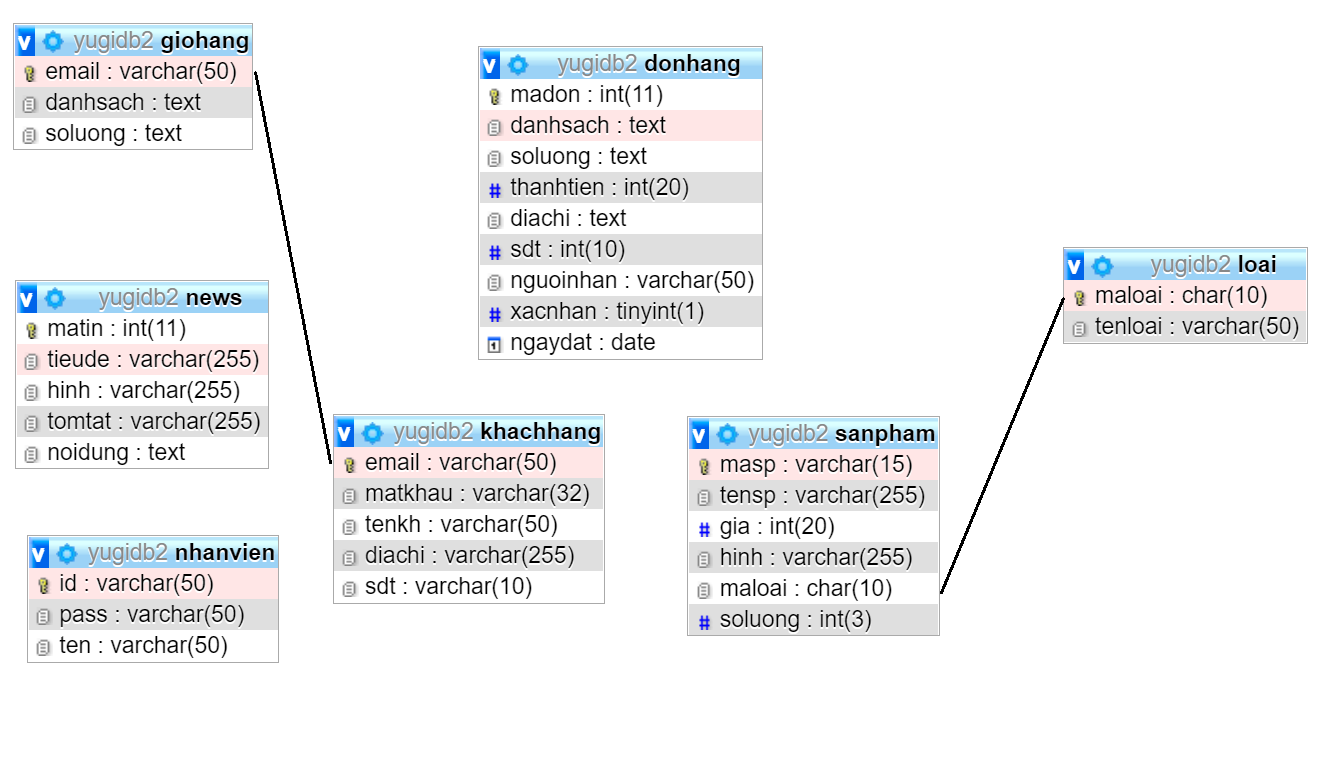 yugidb2 giohang
email : varchar(50)
danhsach : text
soluong : text
yugidb2 donhang
madon : int(11)
danhsach : text
soluong : text
thanhtien : int(20)
diachi : text
sdt : int(10)
nguoinhan : varchar(50)
xacnhan : tinyint(1)
ngaydat : date
yugidb2 loai
maloai : char(10)
tenloai : varchar(50)
yugidb2 news
matin : int(11)
tieude : varchar(255)
hinh : varchar(255)
tomtat : varchar(255)
noidung : text
yugidb2 khachhang
email : varchar(50)
matkhau : varchar(32)
tenkh : varchar(50)
diachi : varchar(255)
sdt : varchar(10)
yugidb2 sanpham
masp : varchar(15)
tensp : varchar(255)
gia : int(20)
hinh : varchar(255)
maloai : char(10)
soluong : int(3)
yugidb2 nhanvien
id : varchar(50)
pass : varchar(50)
ten : varchar(50)